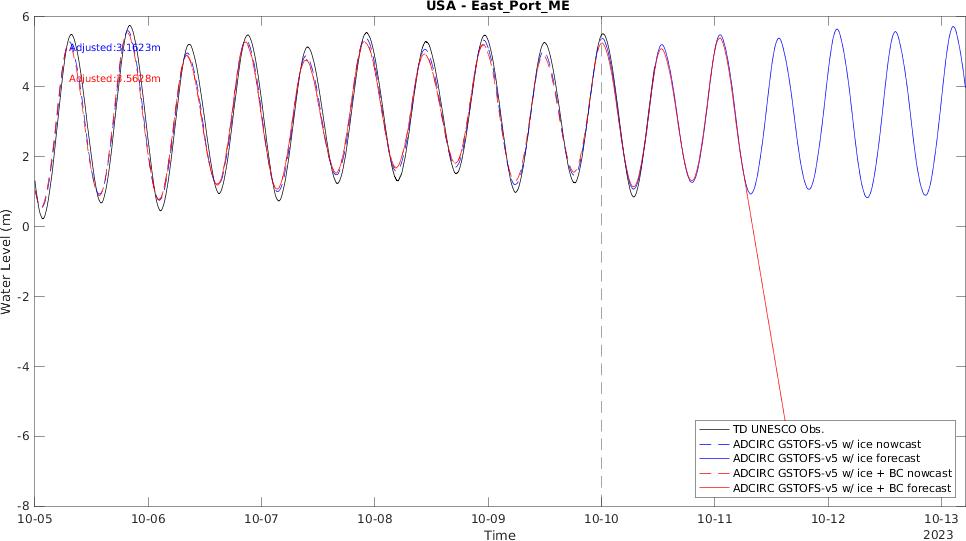 USA - East_Port_ME
6
4
2
0
-2
-4
-6
-8
Water Level (m)
Adjusted:3.1623m
Adjusted:3.5628m
TD UNESCO Obs.
ADCIRC GSTOFS-v5 w/ ice nowcast
ADCIRC GSTOFS-v5 w/ ice forecast
ADCIRC GSTOFS-v5 w/ ice + BC nowcast
ADCIRC GSTOFS-v5 w/ ice + BC forecast
10-05 10-06 10-07 10-08 10-09 10-10 10-11 10-12 10-13
Time
2023